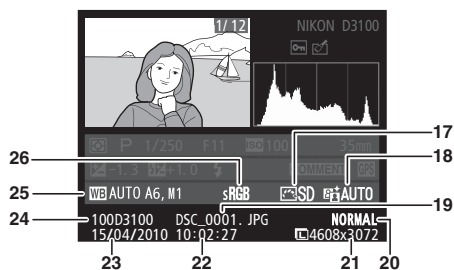 1/12 NIKON D3100
P 1/250 F11 ISO 100 35mm
-1.3 +1.0 COMMENT GPS
WB AUTO A6, M1 sRGB SD AUTO
100D3100 DSC_0001. JPG NORMAL
15/04/2010 10:02:27 L 4608x3072
17
18
26
25
19
24
23 22 21 20